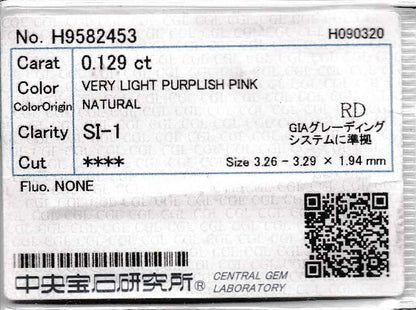 No. H9582453 H090320
Carat 0.129 ct
Color VERY LIGHT PURPLISH PINK
ColorOrigin NATURAL
Clarity SI-1 RD
GIAグレーディング
システムに準拠
Cut **** Size 3.26 - 3.29 × 1.94 mm
Fluo. NONE
中央宝石研究所® CENTRAL GEM
LABORATORY